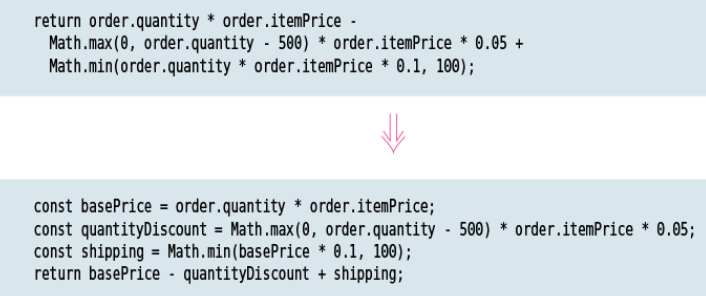 return order.quantity * order.itemPrice -
Math.max(0, order.quantity - 500) * order.itemPrice * 0.05 +
Math.min(order.quantity * order.itemPrice * 0.1, 100);
const basePrice = order.quantity * order.itemPrice;
const quantityDiscount = Math.max(0, order.quantity - 500) * order.itemPrice * 0.05;
const shipping = Math.min(basePrice * 0.1, 100);
return basePrice - quantityDiscount + shipping;